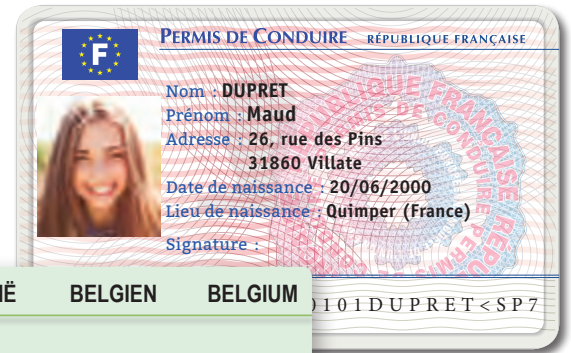 F
PERMIS DE CONDUIRE RÉPUBLIQUE FRANÇAISE
Nom : DUPRET
Prénom : Maud
Adresse : 26, rue des Pins
31860 Villate
Date de naissance : 20/06/2000
Lieu de naissance : Quimper (France)
Signature :
0101DUPRET<SP7
BELGIEN BELGIUM